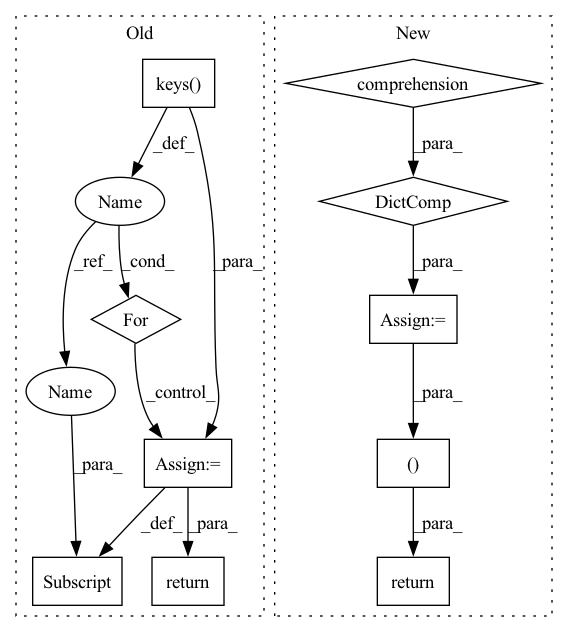 Old
New
keys()
comprehension
_def_
_para_
Name
DictComp
_ref_
_cond_
_para_
_para_
For
Assign:=
Name
_control_
_para_
_para_
Assign:=
()
_def_
_para_
_para_
Subscript
return
return